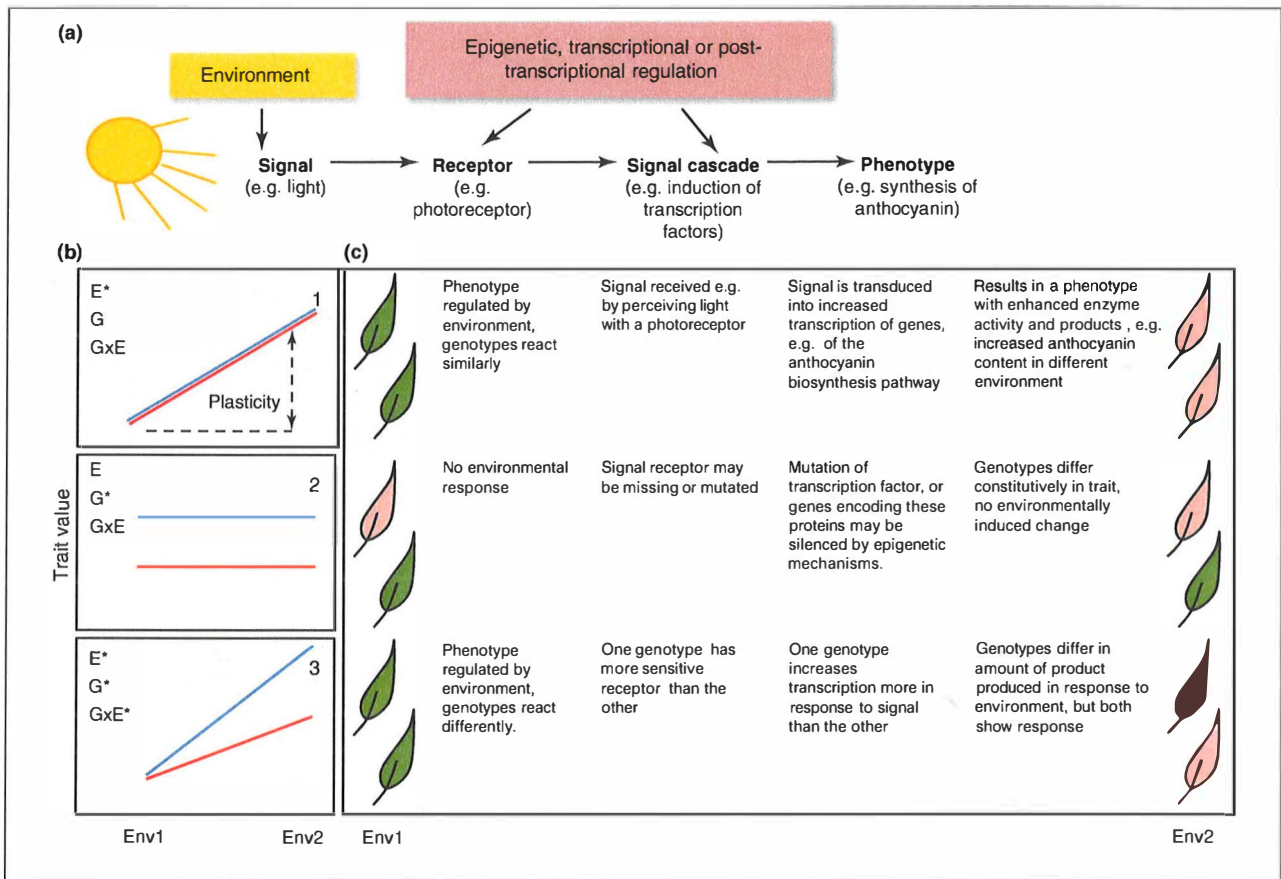 (a)
Environment
Epigenetic, transcriptional or post-
transcriptional regulation
Signal
(e.g. light)
Receptor
(e.g.
photoreceptor)
Signal cascade
(e.g. induction of
transcription
factors)
Phenotype
(e.g. synthesis of
anthocyanin)
(b)
Trait value
E*
G
GxE
1
Plasticity
E
G*
GxE
2
E*
G*
GxE*
3
Env1
Env2
(c)
Phenotype
regulated by
environment,
genotypes react
similarly
Signal received e.g.
by perceiving light
with a photoreceptor
Signal is transduced
into increased
transcription of genes,
e.g. of the
anthocyanin
biosynthesis pathway
Results in a phenotype
with enhanced enzyme
activity and products , e.g.
increased anthocyanin
content in different
environment
No environmental
response
Signal receptor may
be missing or mutated
Mutation of
transcription factor, or
genes encoding these
proteins may be
silenced by epigenetic
mechanisms.
Genotypes differ
constitutively in trait,
no environmentally
induced change
Phenotype
regulated by
environment,
genotypes react
differently.
One genotype has
more sensitive
receptor than the
other
One genotype
increases
transcription more in
response to signal
than the other
Genotypes differ in
amount of product
produced in response to
environment, but both
show response
Env1
Env2